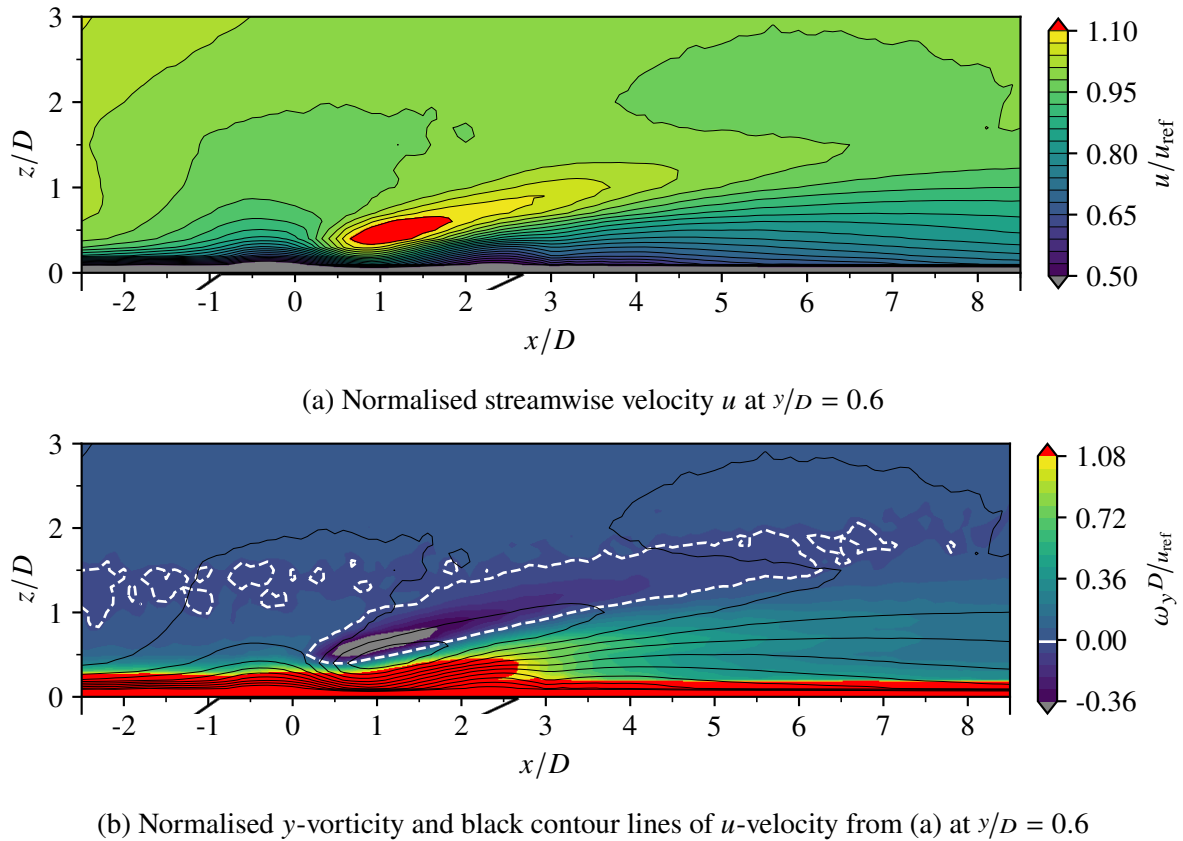 3
2
1
0
z/D
-2 -1 0 1 2 3 4 5 6 7 8
x/D
1.10
0.95
0.80
0.65
0.50
u/u_ref
(a) Normalised streamwise velocity u at y/D = 0.6
3
2
1
0
z/D
-2 -1 0 1 2 3 4 5 6 7 8
x/D
1.08
0.72
0.36
0.00
-0.36
ω_y D/u_ref
(b) Normalised y-vorticity and black contour lines of u-velocity from (a) at y/D = 0.6